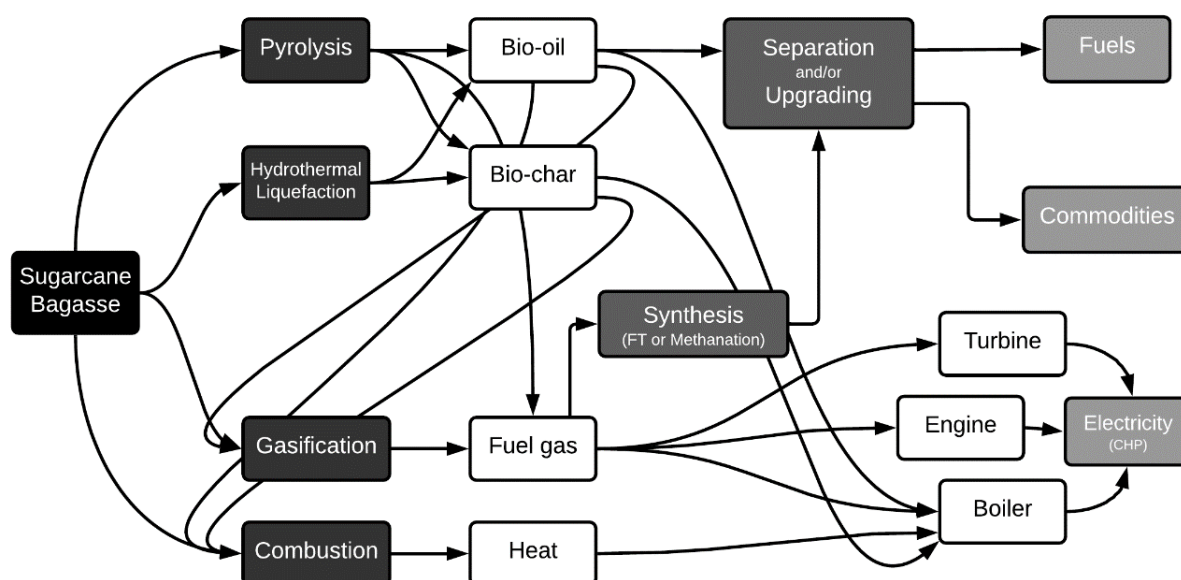 Pyrolysis
Bio-oil
Separation
and/or
Upgrading
Fuels
Hydrothermal
Liquefaction
Bio-char
Commodities
Sugarcane
Bagasse
Synthesis
(FT or Methanation)
Turbine
Gasification
Fuel gas
Engine
Electricity
(CHP)
Boiler
Combustion
Heat